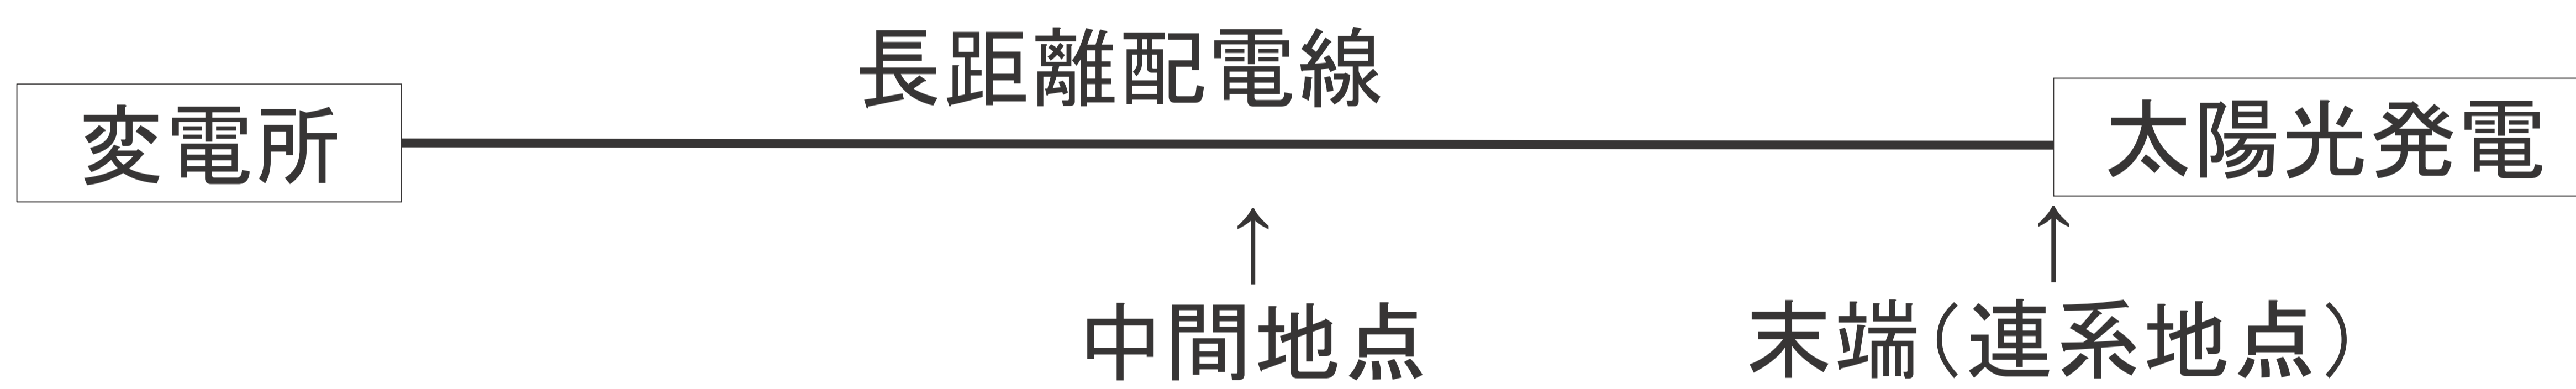 長距離配電線
変電所
太陽光発電
中間地点
末端(連系地点)